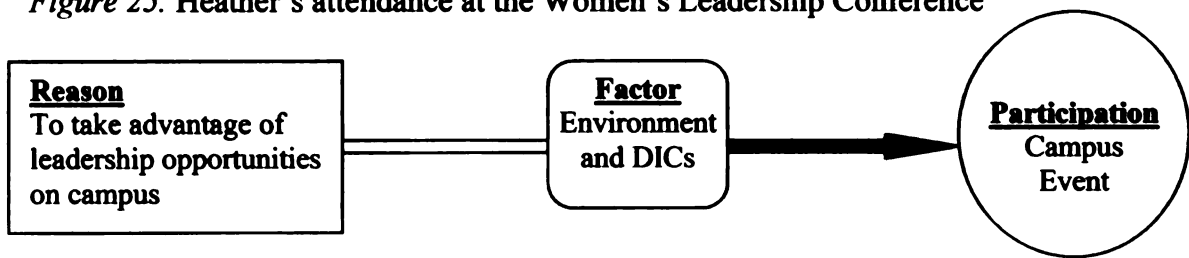 Figure 25. Heather's attendance at the Women's Leadership Conference
Reason
To take advantage of
leadership opportunities
on campus
Factor
Environment
and DICs
Participation
Campus
Event